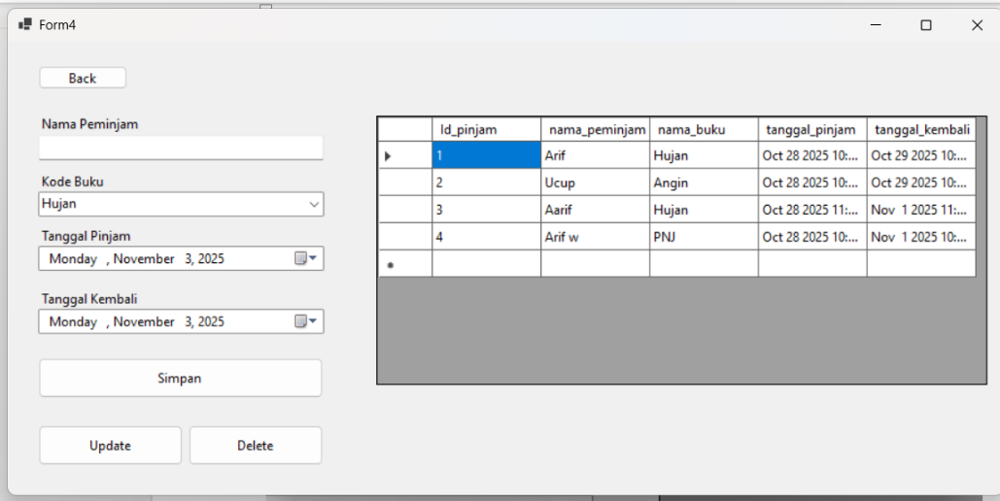 Form4
Back
Nama Peminjam
Kode Buku
Hujan
Tanggal Pinjam
Monday , November 3, 2025
Tanggal Kembali
Monday , November 3, 2025
Simpan
Update Delete
Id_pinjam nama_peminjam nama_buku tanggal_pinjam tanggal_kembali
1 Arif Hujan Oct 28 2025 10:... Oct 29 2025 10:...
2 Ucup Angin Oct 28 2025 10:... Oct 29 2025 10:...
3 Aarif Hujan Oct 28 2025 11:... Nov 1 2025 11:...
4 Arif w PNJ Oct 28 2025 10:... Nov 1 2025 10:...